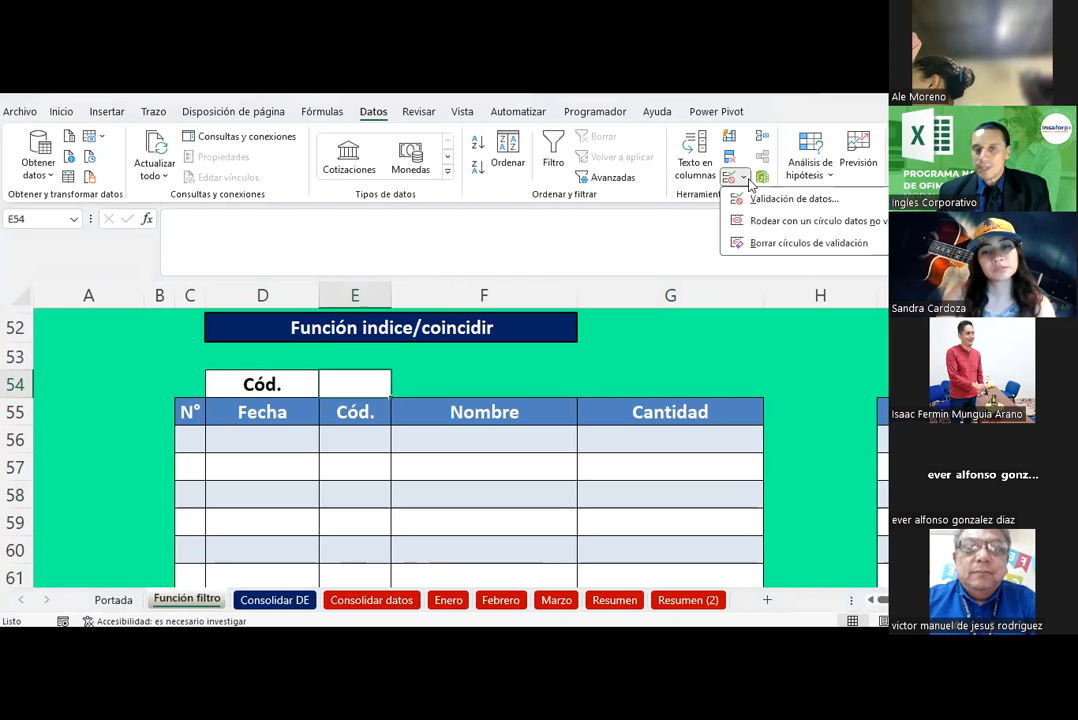 Archivo Inicio Insertar Trazo Disposición de página Fórmulas Datos Revisar Vista Automatizar Programador Ayuda Power Pivot
Obtener datos
Actualizar todo
Consultas y conexiones
Propiedades
Editar vínculos
Cotizaciones
Monedas
Ordenar
Filtro
Borrar
Volver a aplicar
Avanzadas
Texto en columnas
Análisis de hipótesis
Previsión
Obtener y transformar datos
Consultas y conexiones
Tipos de datos
Ordenar y filtrar
Herramient
Validación de datos...
Rodear con un círculo datos no v
Borrar círculos de validación
E54
fx
A B C D E F G H
52 Función indice/coincidir
53
54 Cód.
55 N° Fecha Cód. Nombre Cantidad
56
57
58
59
60
61
Portada Función filtro Consolidar DE Consolidar datos Enero Febrero Marzo Resumen Resumen (2)
Listo
Accesibilidad: es necesario investigar
Ale Moreno
insaforp
PROGRAMA NA
DE OFIM
Ingles Corporativo
Sandra Cardoza
Isaac Fermin Munguia Arano
ever alfonso gonz...
ever alfonso gonzalez diaz
victor manuel de jesus rodriguez